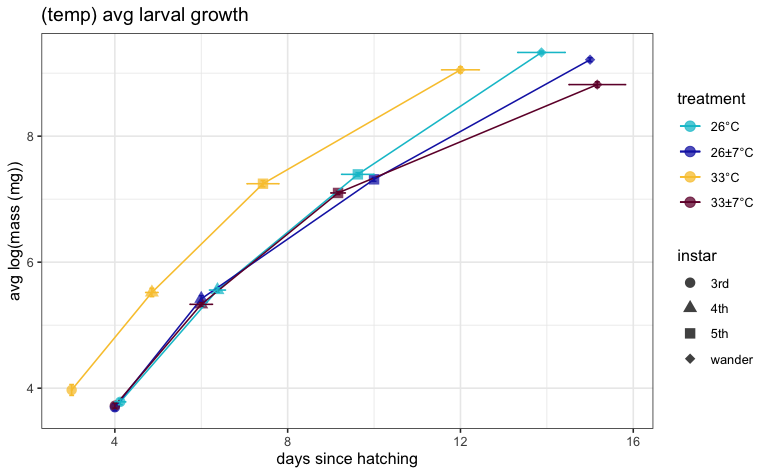 (temp) avg larval growth
avg log(mass (mg))
8
6
4
4
8
12
16
days since hatching
treatment
26°C
26±7°C
33°C
33±7°C
instar
3rd
4th
5th
wander